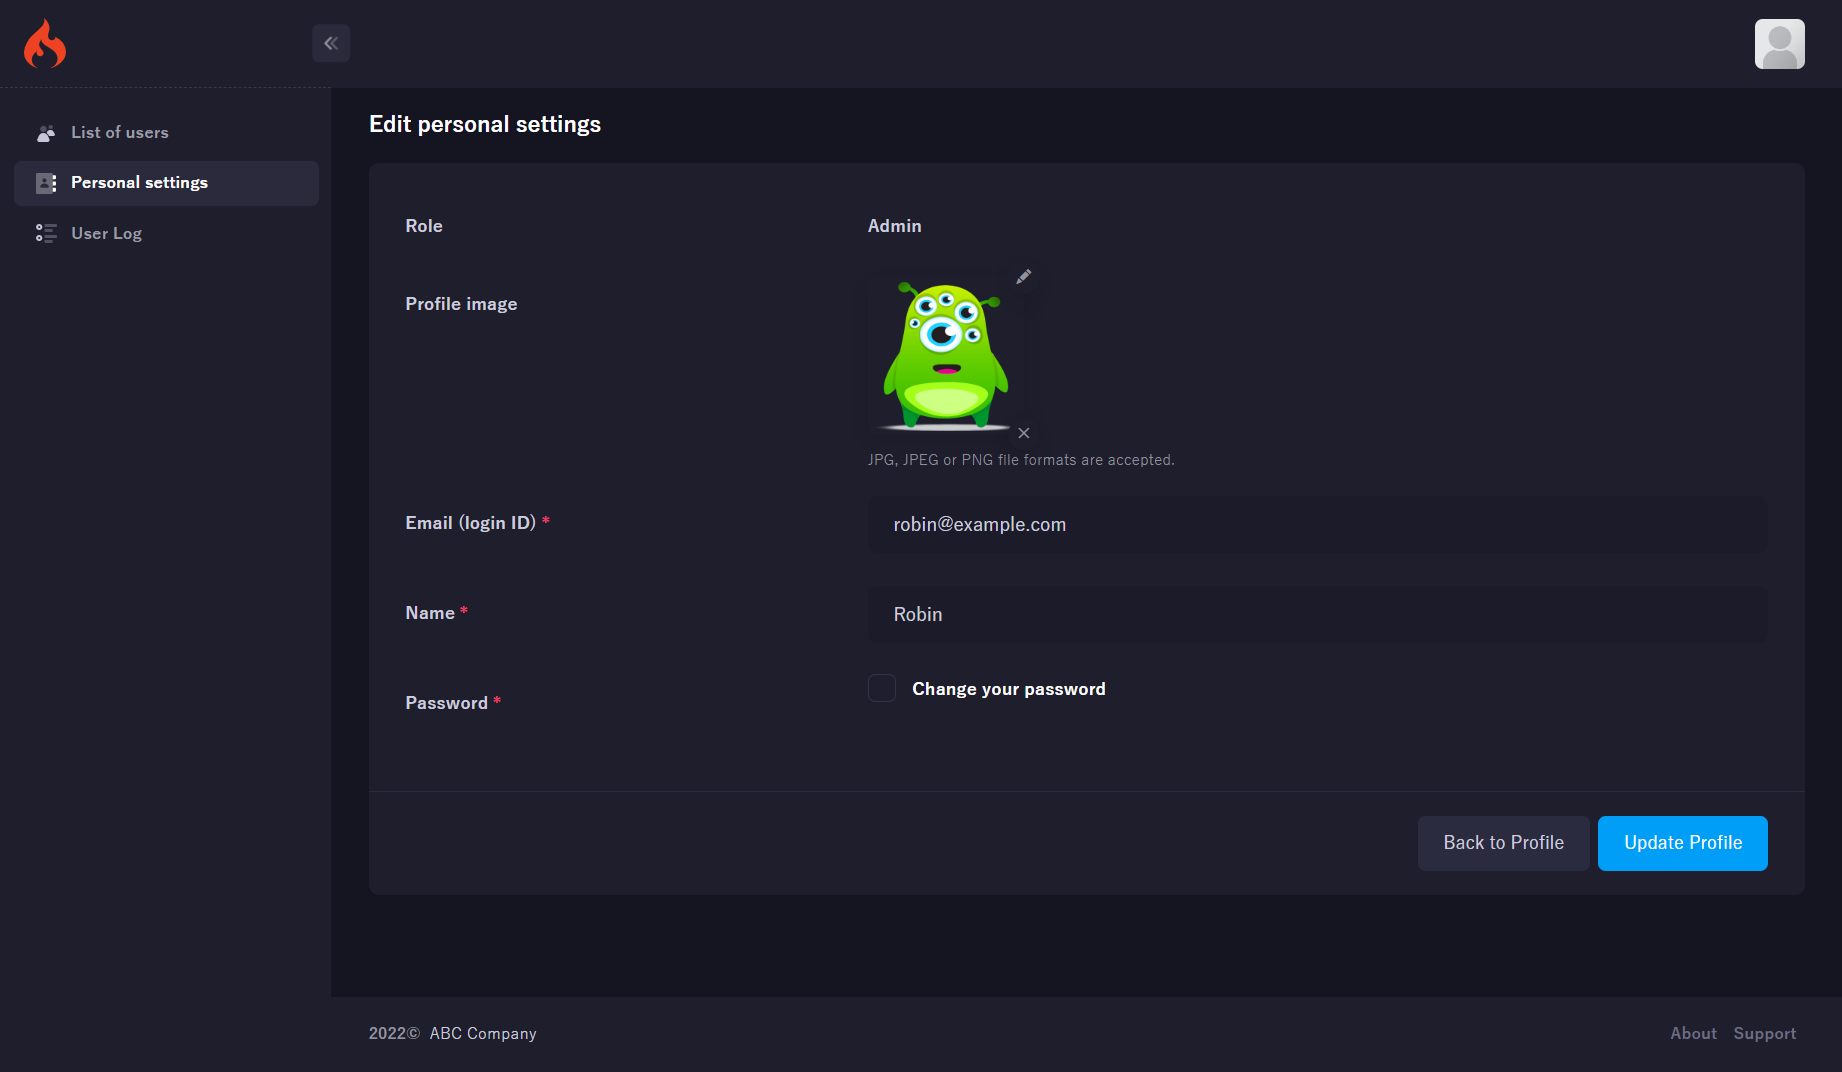 List of users
Personal settings
User Log
Edit personal settings
Role
Admin
Profile image
JPG, JPEG or PNG file formats are accepted.
Email (login ID) *
robin@example.com
Name *
Robin
Password *
Change your password
Back to Profile
Update Profile
2022© ABC Company
About
Support